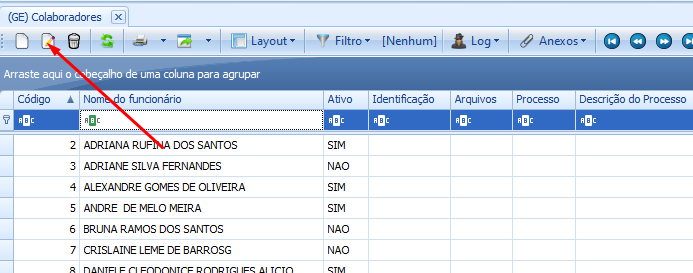 (GE) Colaboradores
Layout Filtro [Nenhum] Log Anexos
Arraste aqui o cabeçalho de uma coluna para agrupar
Código Nome do funcionário Ativo Identificação Arquivos Processo Descrição do Processo
ABC ABC ABC ABC ABC ABC ABC
2 ADRIANA RUFINA DOS SANTOS SIM
3 ADRIANE SILVA FERNANDES NAO
4 ALEXANDRE GOMES DE OLIVEIRA SIM
5 ANDRE DE MELO MEIRA SIM
6 BRUNA RAMOS DOS SANTOS NAO
7 CRISLAINE LEME DE BARROSG NAO
8 DANIELE CLEODONICE RODRIGUES ALICIO SIM